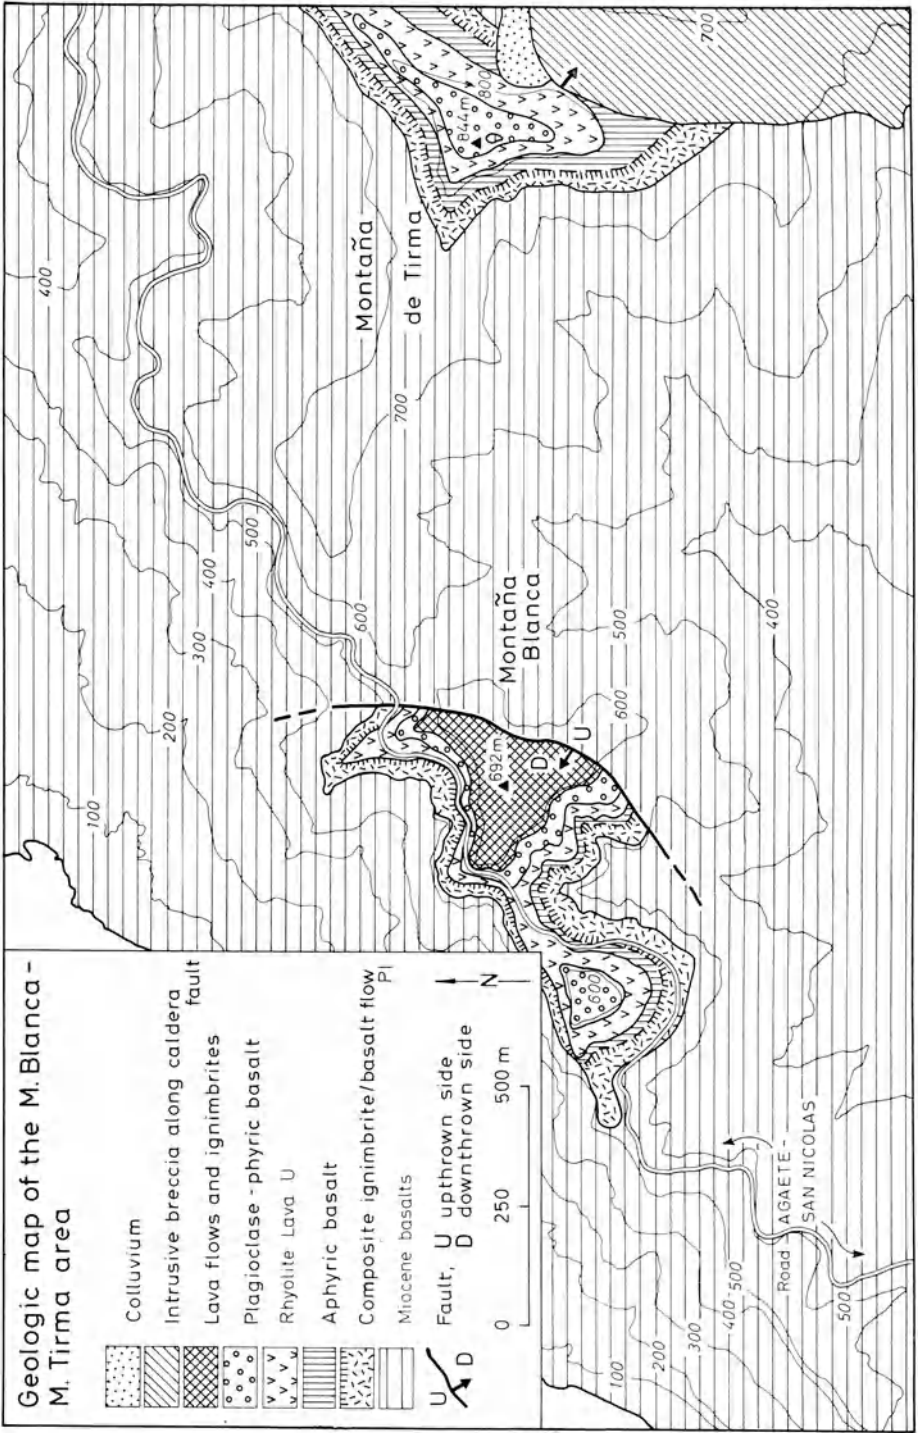 Geologic map of the M. Blanca-
M. Tirma area
Colluvium
Intrusive breccia along caldera
fault
Lava flows and ignimbrites
Plagioclase-phyric basalt
Rhyolite Lava U
Aphyric basalt
Composite ignimbrite/basalt flow
P1
Miocene basalts
U
D
Fault, U upthrown side
D downthrown side
0
250
500 m
N
100
200
300
400
500
600
400
Montaña
de Tirma
700
844m
800
700
Montaña
Blanca
692m
D
U
600
500
400
600
100
200
300
400
500
500
Road AGAETE-
SAN NICOLAS